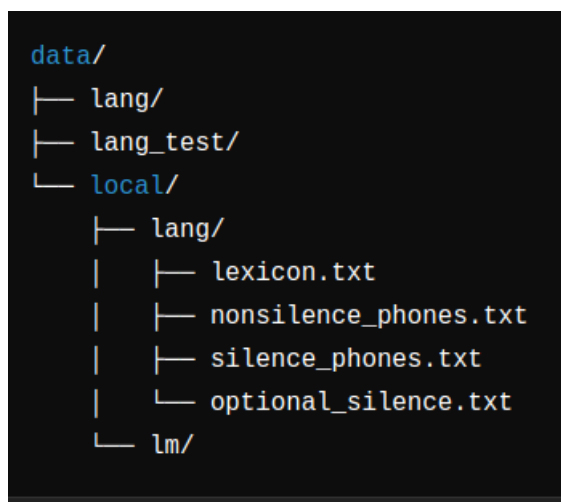 data/
├── lang/
├── lang_test/
└── local/
    ├── lang/
    │   ├── lexicon.txt
    │   ├── nonsilence_phones.txt
    │   ├── silence_phones.txt
    │   └── optional_silence.txt
    └── lm/